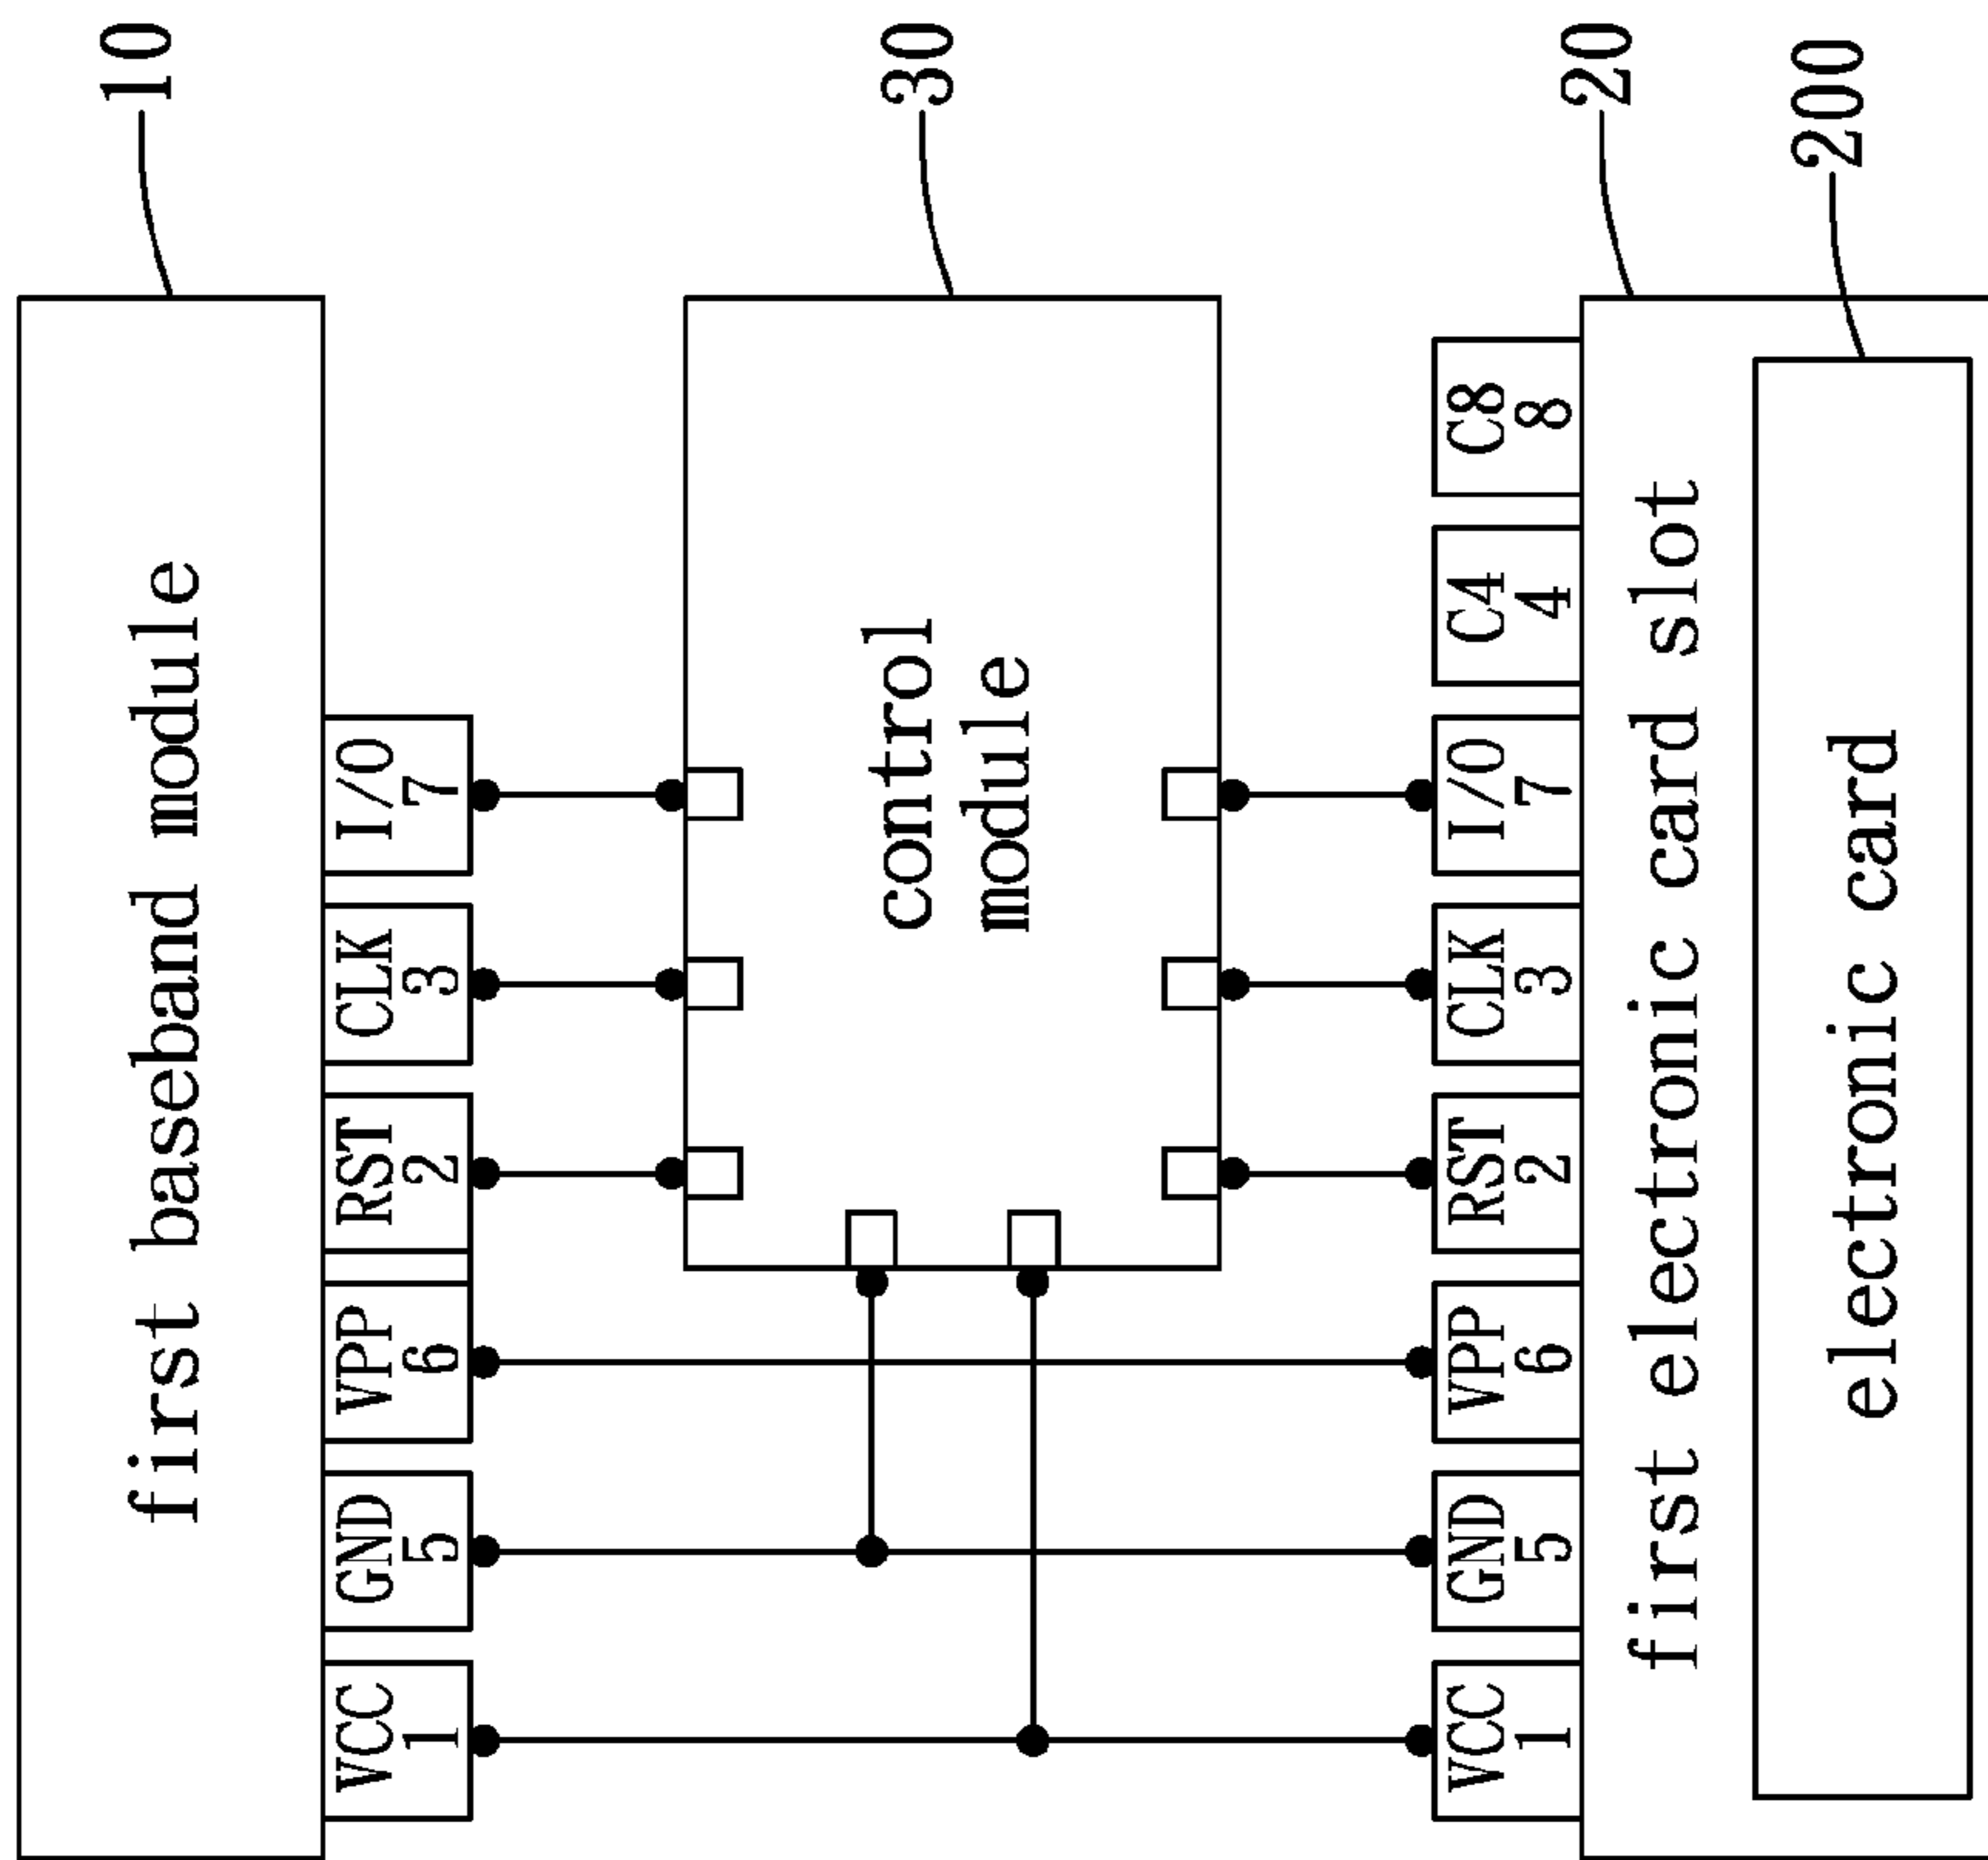 10
first baseband module
VCC
1
GND
5
VPP
6
RST
2
CLK
3
I/O
7
30
control
module
VCC
1
GND
5
VPP
6
RST
2
CLK
3
I/O
7
C4
4
C8
8
20
first electronic card slot
200
electronic card